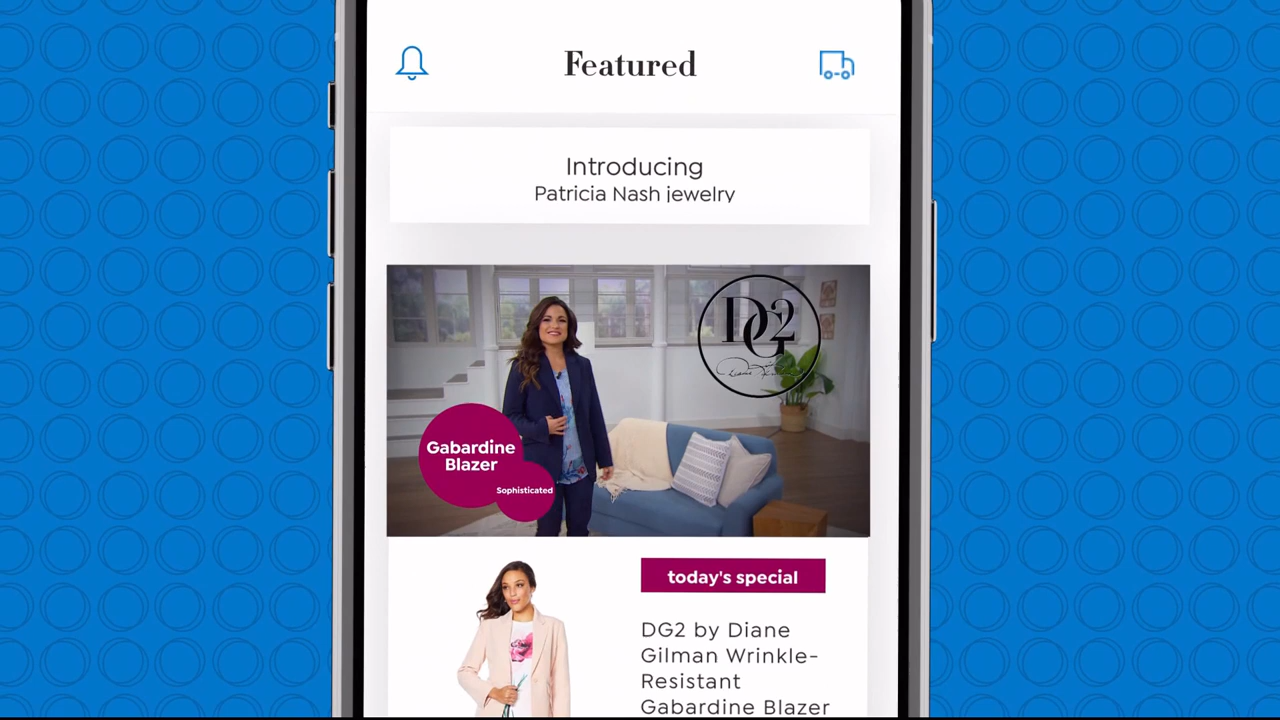 Featured
Introducing
Patricia Nash jewelry
DG2
Gabardine
Blazer
Sophisticated
today's special
DG2 by Diane
Gilman Wrinkle-
Resistant
Gabardine Blazer